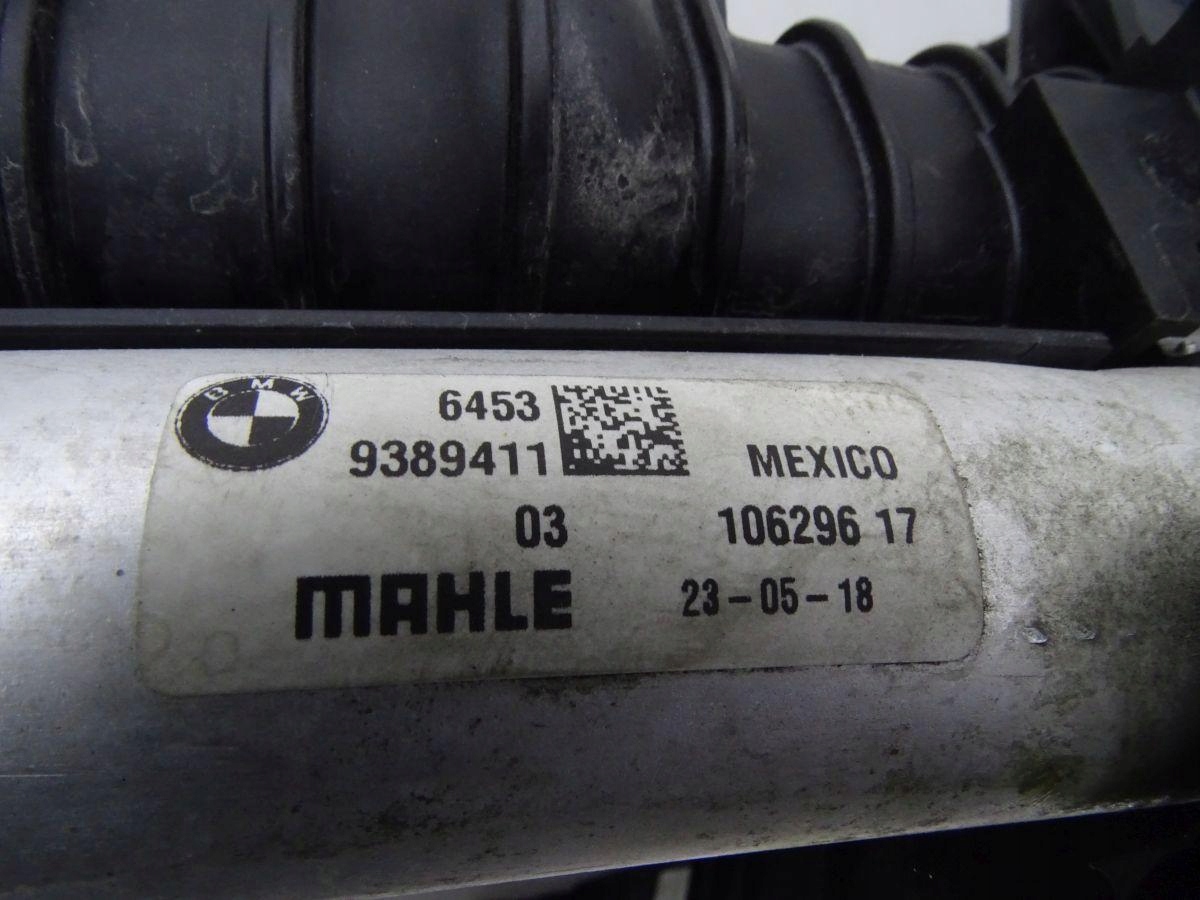 BMW
6453
9389411
MEXICO
03
106296 17
MAHLE
23-05-18